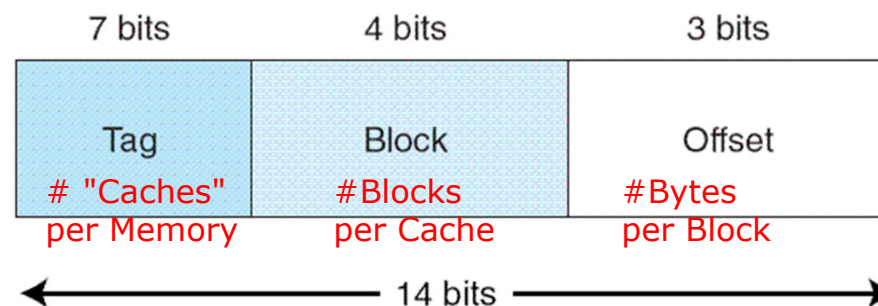 7 bits 4 bits 3 bits
Tag Block Offset
# "Caches" #Blocks #Bytes
per Memory per Cache per Block
14 bits